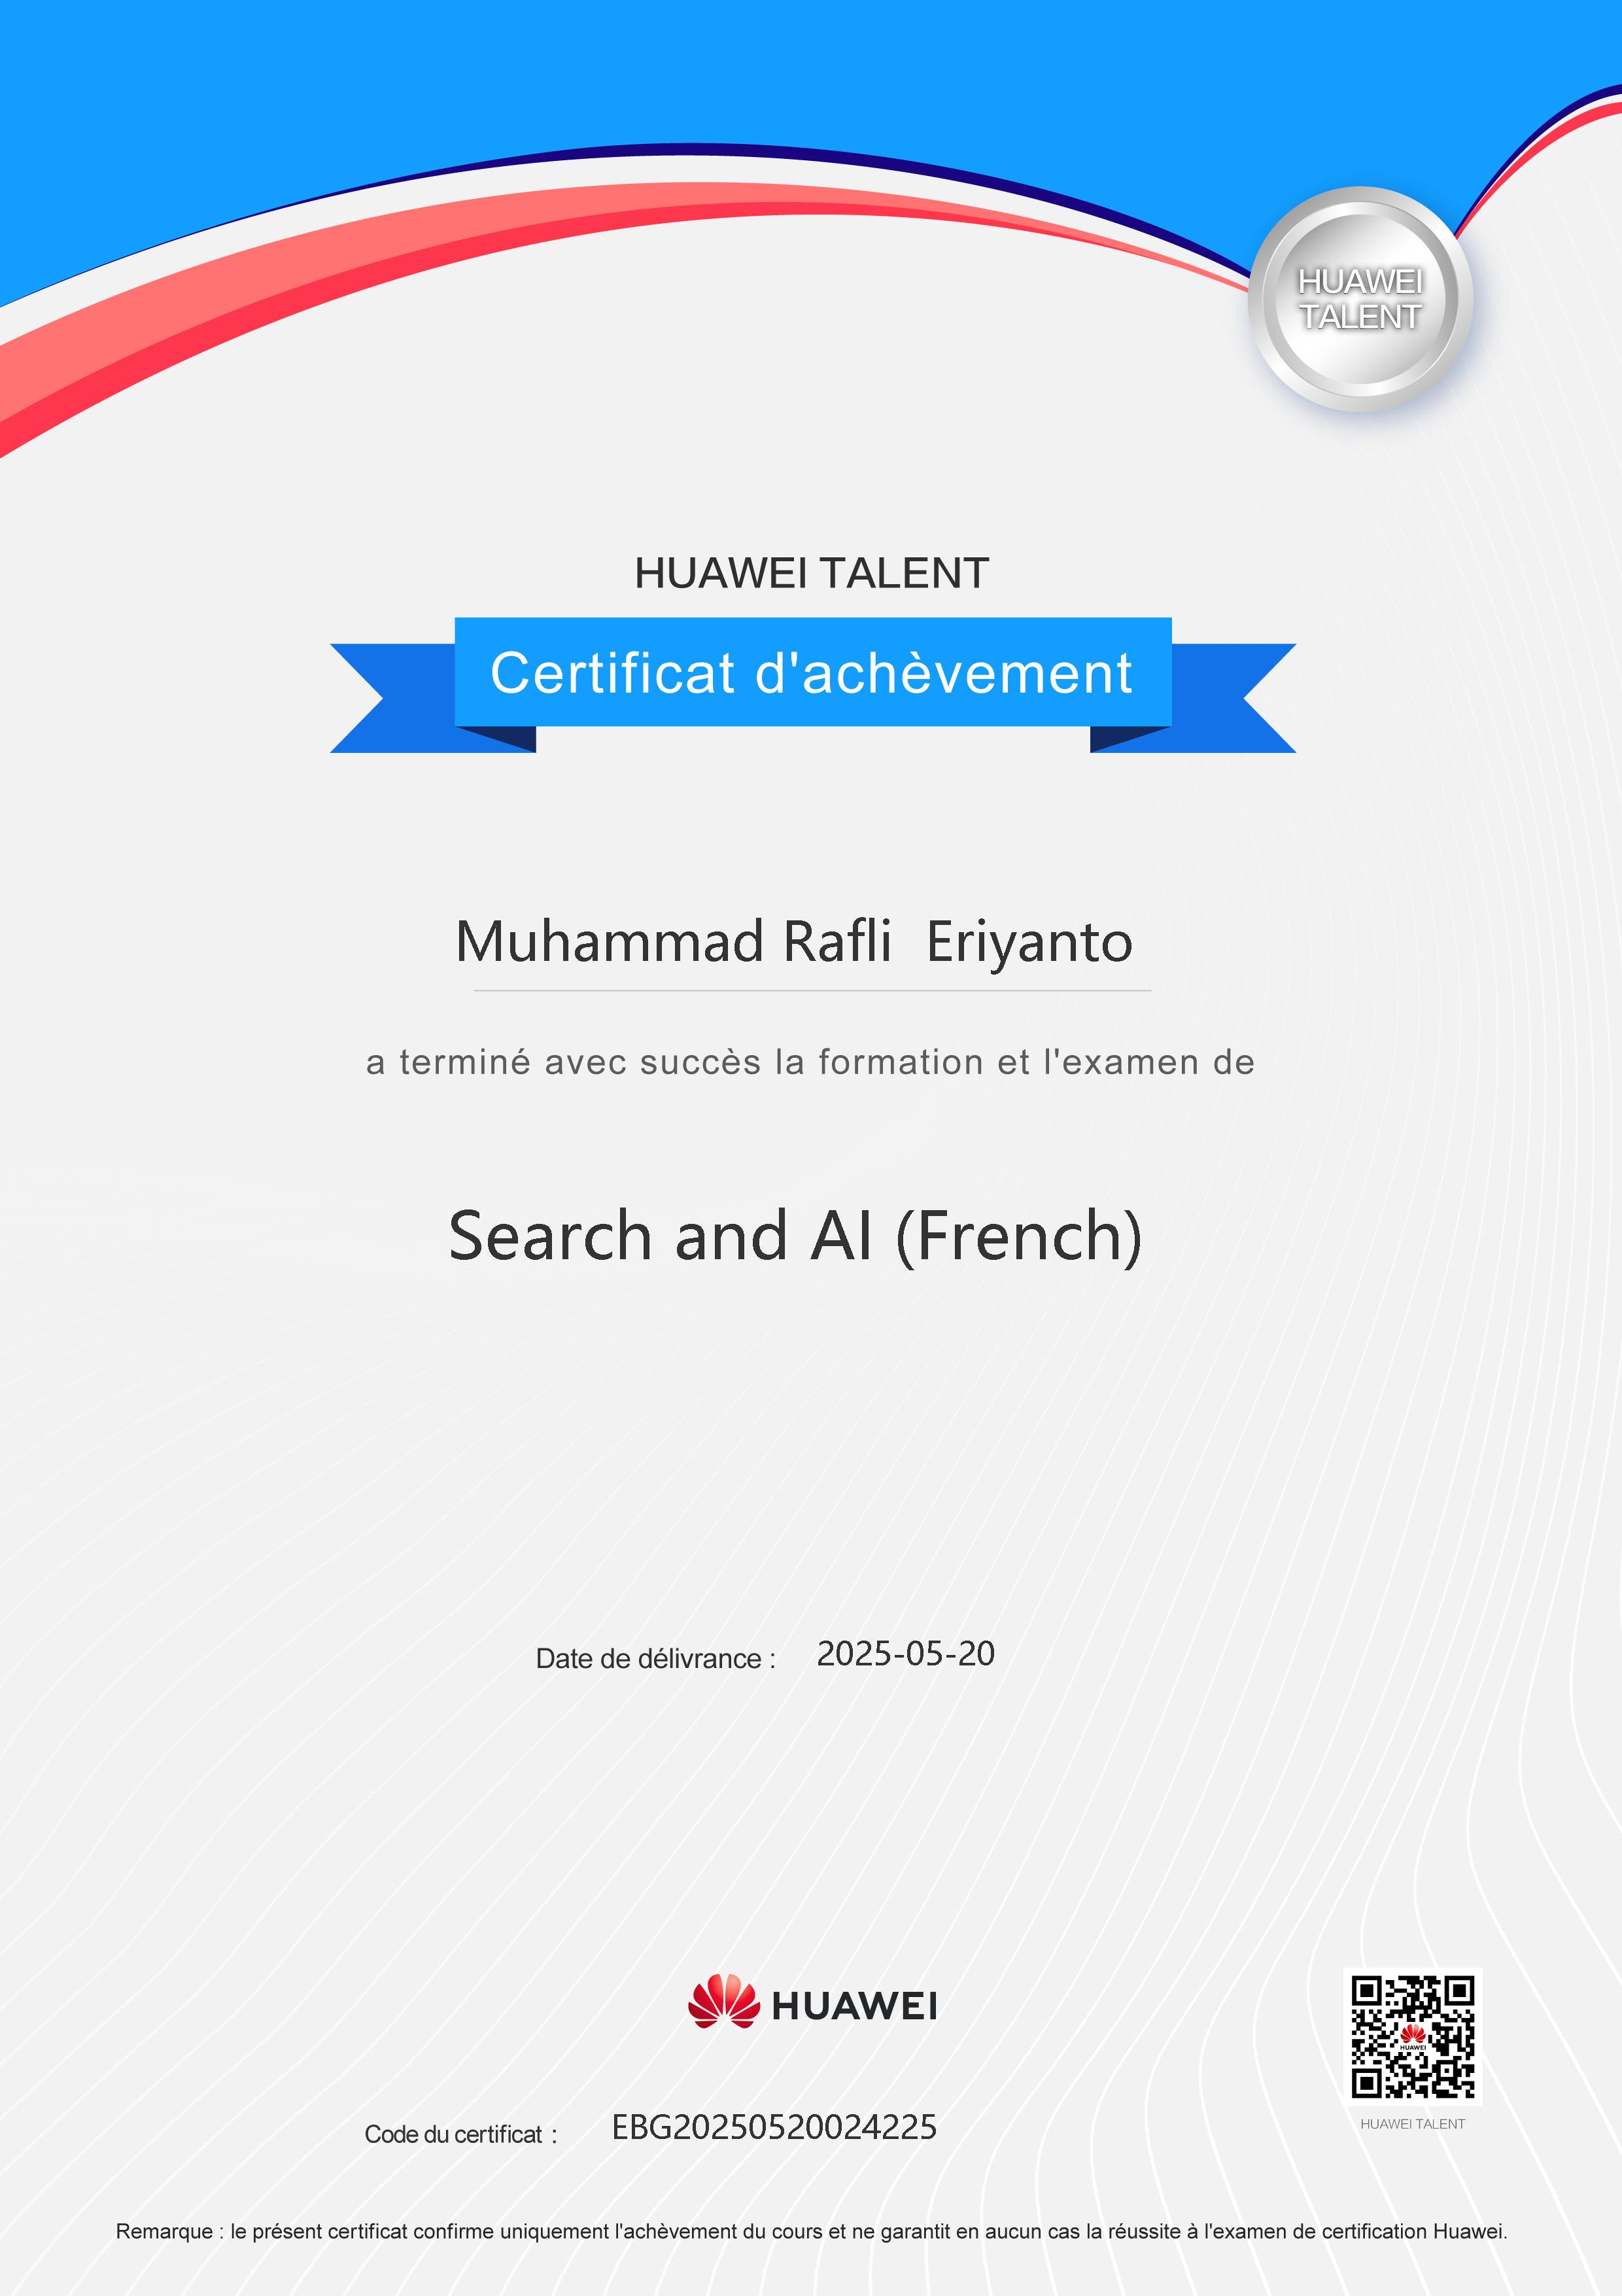 HUAWEI
TALENT
HUAWEI TALENT
Certificat d'achèvement
Muhammad Rafli  Eriyanto
a terminé avec succès la formation et l'examen de
Search and AI (French)
Date de délivrance : 2025-05-20
HUAWEI
HUAWEI
HUAWEI TALENT
Code du certificat : EBG20250520024225
Remarque : le présent certificat confirme uniquement l'achèvement du cours et ne garantit en aucun cas la réussite à l'examen de certification Huawei.